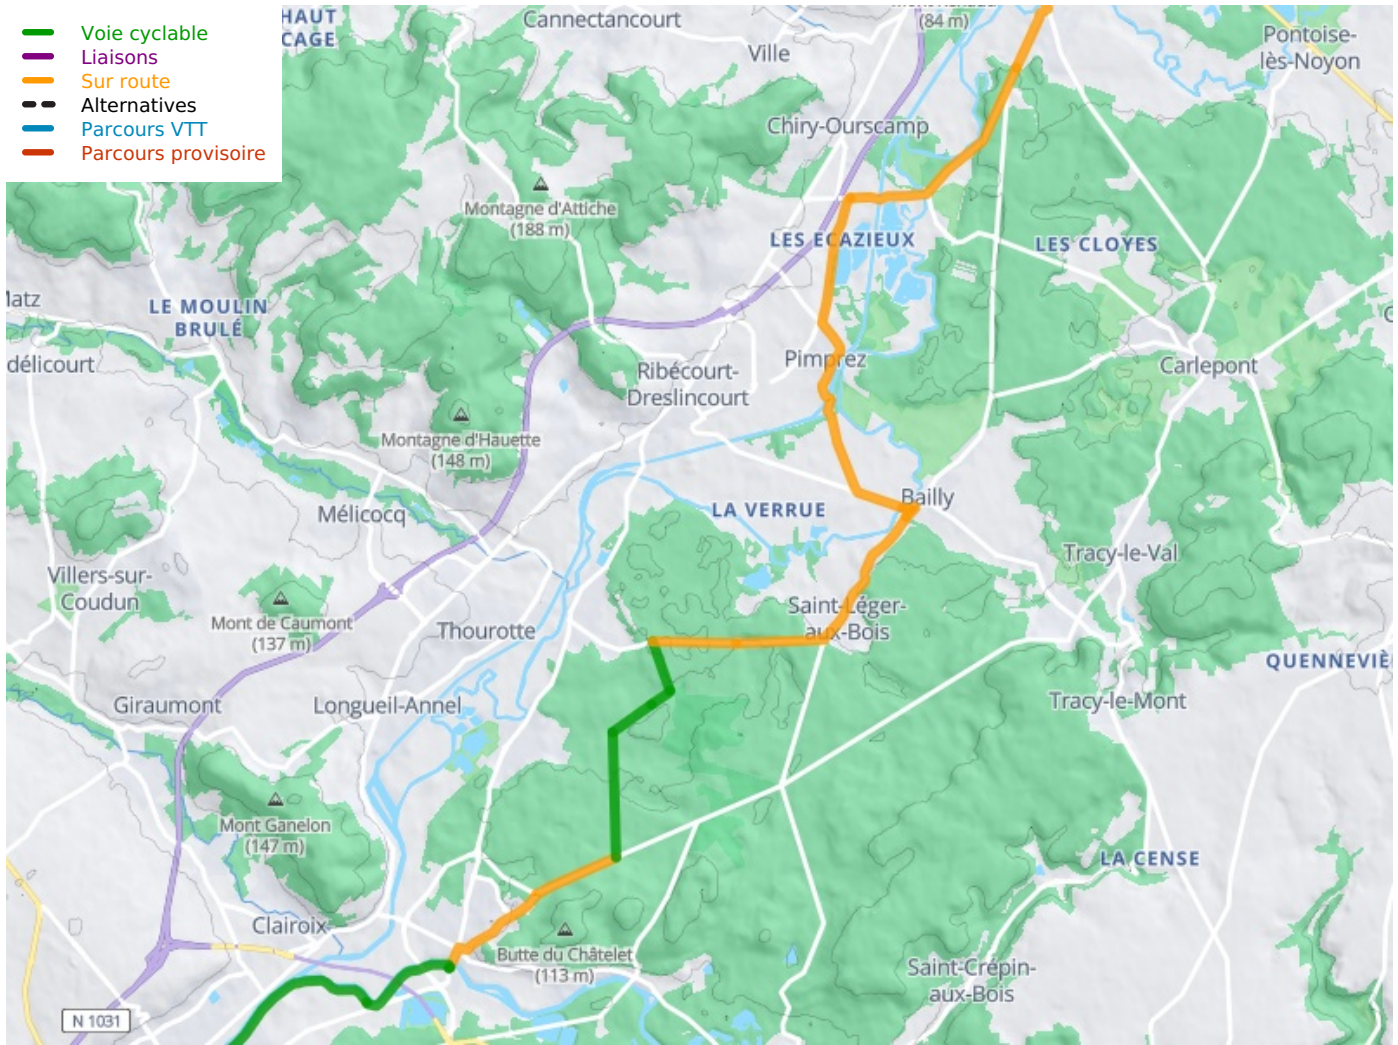 Voie cyclable
Liaisons
Sur route
Alternatives
Parcours VTT
Parcours provisoire
HAUT
CAGE
Cannectancourt
(84 m)
Ville
Pontoise-
lès-Noyon
Chiry-Ourscamp
Montagne d'Attiche
(188 m)
LES ECAZIEUX
LES CLOYES
Matz
LE MOULIN
BRULÉ
délicourt
Pimprez
Carlepont
Ribécourt-
Dreslincourt
Montagne d'Hauette
(148 m)
Bailly
LA VERRUE
Mélicocq
Tracy-le-Val
Villers-sur-
Coudun
Mont de Caumont
(137 m)
Thourotte
Saint-Léger-
aux-Bois
QUENNEVIÈ
Tracy-le-Mont
Giraumont
Longueil-Annel
Mont Ganelon
(147 m)
LA CENSE
Clairoix
Butte du Châtelet
(113 m)
Saint-Crépin-
aux-Bois
N 1031